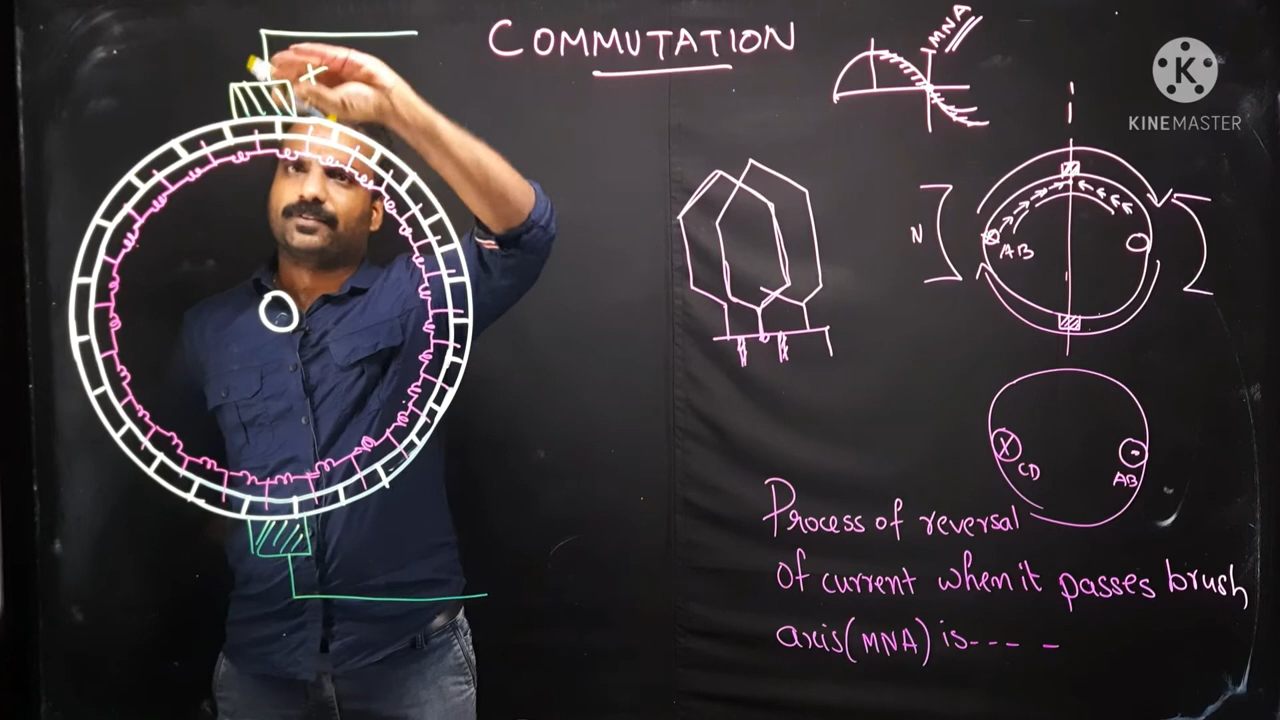 COMMUTATION
MNA
KINEMASTER
K
+
N
AB
CD
AB
Process of reversal
of current when it passes brush
axis (MNA) is ---- -